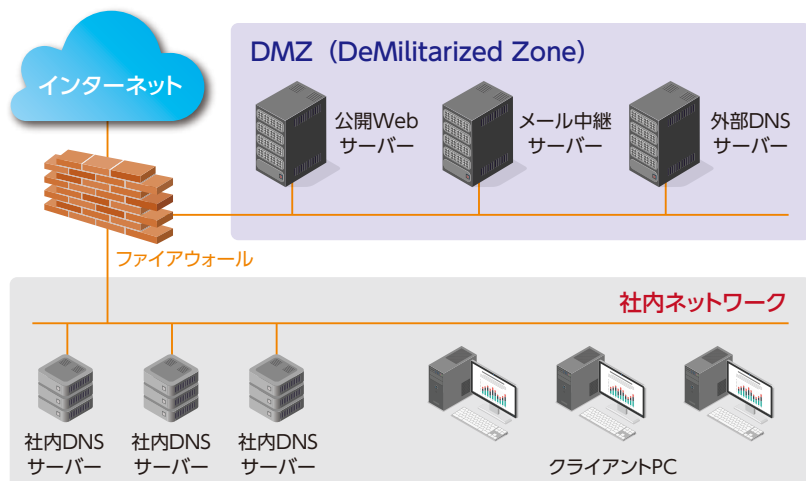 インターネット
DMZ（DeMilitarized Zone）
公開Web
サーバー
メール中継
サーバー
外部DNS
サーバー
ファイアウォール
社内ネットワーク
社内DNS
サーバー
社内DNS
サーバー
社内DNS
サーバー
クライアントPC